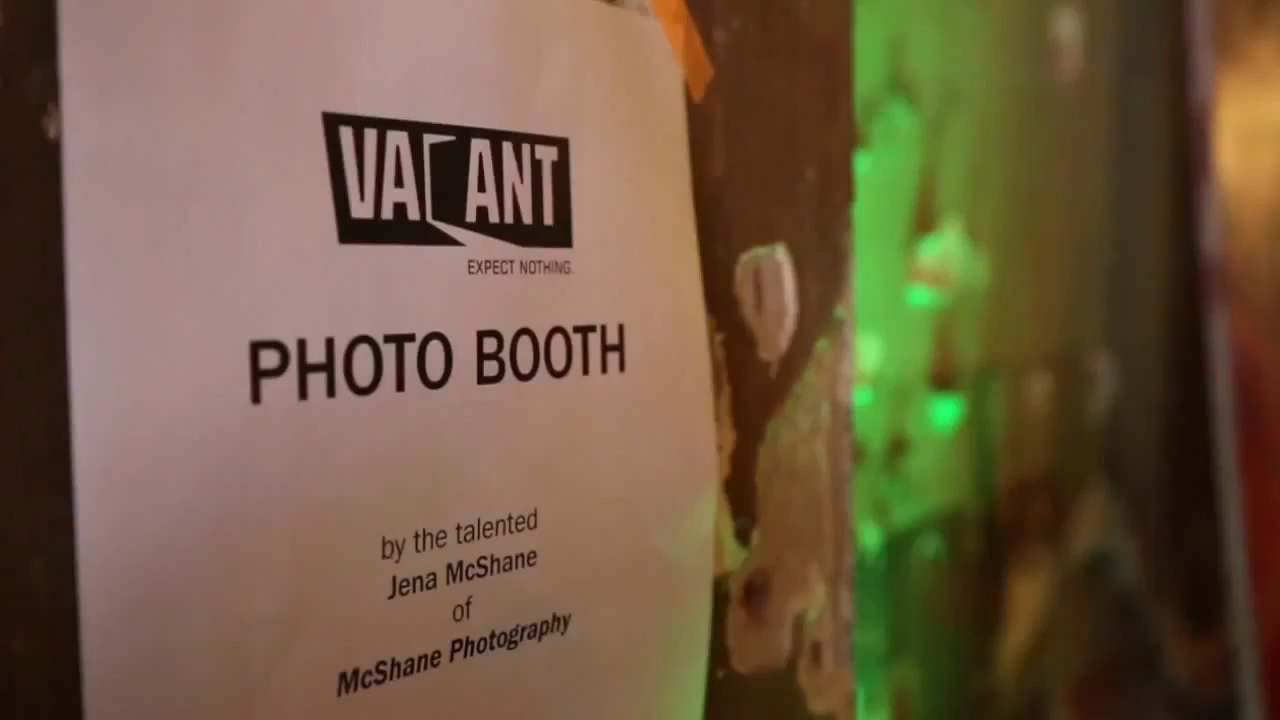 VACANT
EXPECT NOTHING.
PHOTO BOOTH
by the talented
Jena McShane
of
McShane Photography